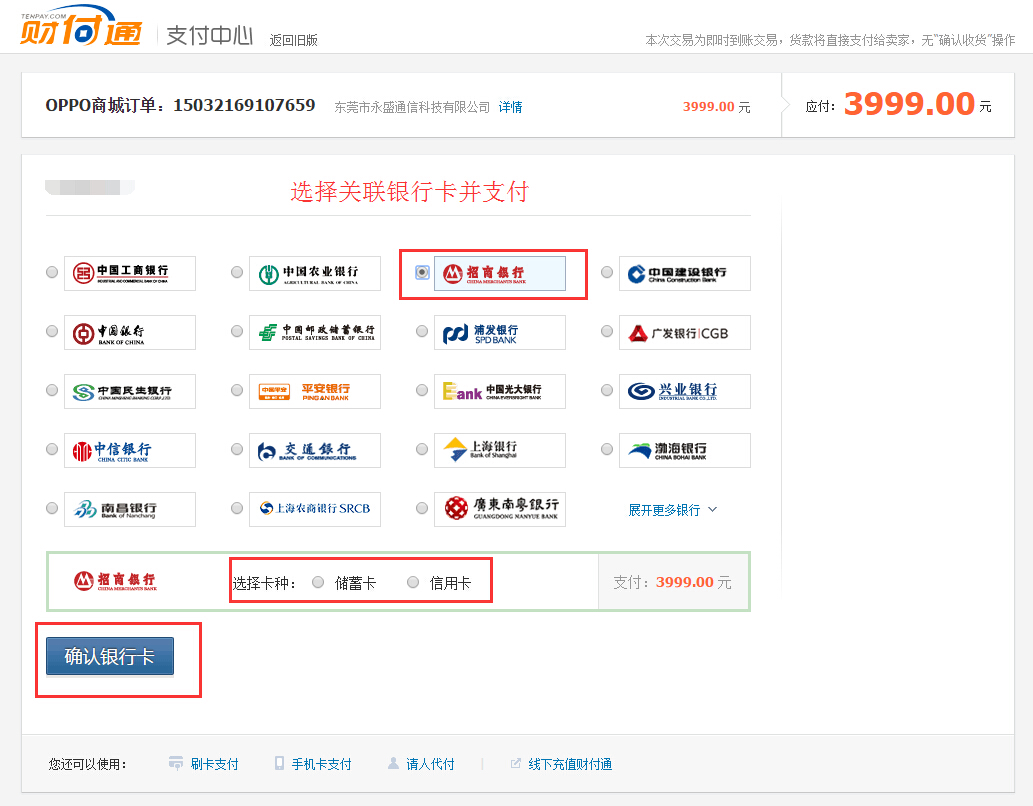 TENPAY.COM
财付通 支付中心 返回旧版
本次交易为即时到账交易，货款将直接支付给卖家，无“确认收货”操作
OPPO商城订单：15032169107659 东莞市永盛通信科技有限公司 详情 3999.00 元 应付：3999.00 元
选择关联银行卡并支付
中国工商银行
INDUSTRIAL AND COMMERCIAL BANK OF CHINA
中国农业银行
AGRICULTURAL BANK OF CHINA
招商银行
CHINA MERCHANTS BANK
中国建设银行
China Construction Bank
中国银行
BANK OF CHINA
中国邮政储蓄银行
POSTAL SAVINGS BANK OF CHINA
浦发银行
SPD BANK
广发银行|CGB
中国民生银行
CHINA MINSHENG BANKING CORP.,LTD.
中国平安
平安银行
PING AN BANK
Bank
中国光大银行
CHINA EVERBRIGHT BANK
兴业银行
INDUSTRIAL BANK CO.,LTD.
中信银行
CHINA CITIC BANK
交通银行
BANK OF COMMUNICATIONS
上海银行
Bank of Shanghai
渤海银行
CHINA BOHAI BANK
南昌银行
Bank of Nanchang
上海农商银行 SRCB
廣東南粵銀行
GUANGDONG NANYUE BANK
展开更多银行
招商银行
CHINA MERCHANTS BANK
选择卡种： 储蓄卡 信用卡 支付：3999.00 元
确认银行卡
您还可以使用： 刷卡支付 手机卡支付 请人代付 | 线下充值财付通